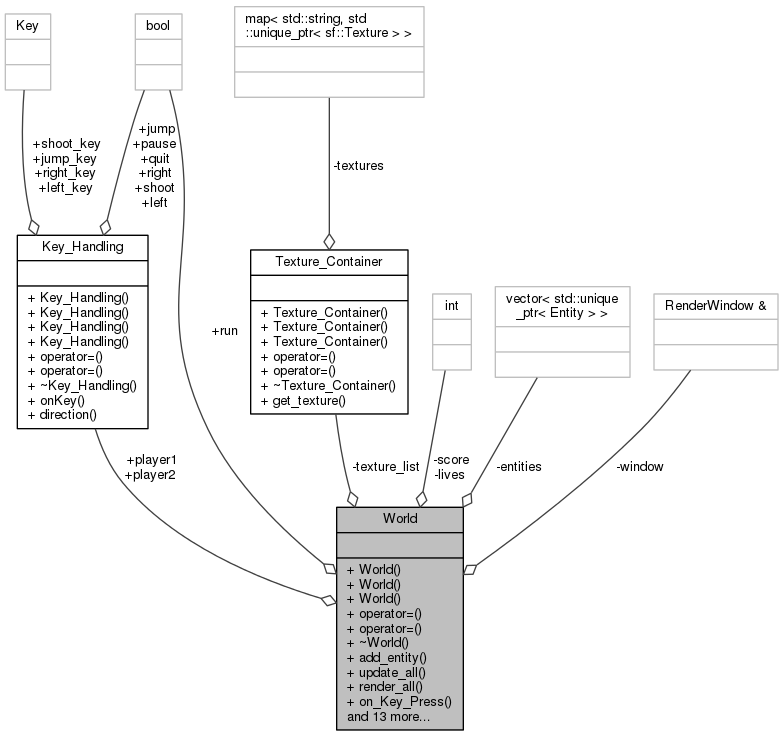 Key
bool
map< std::string, std
::unique_ptr< sf::Texture > >
+shoot_key
+jump_key
+right_key
+left_key
+jump
+pause
+quit
+right
+shoot
+left
-textures
Key_Handling
+ Key_Handling()
+ Key_Handling()
+ Key_Handling()
+ Key_Handling()
+ operator=()
+ operator=()
+ ~Key_Handling()
+ onKey()
+ direction()
+run
Texture_Container
+ Texture_Container()
+ Texture_Container()
+ Texture_Container()
+ operator=()
+ operator=()
+ ~Texture_Container()
+ get_texture()
int
vector< std::unique
_ptr< Entity > >
RenderWindow &
+player1
+player2
-texture_list
-score
-lives
-entities
-window
World
+ World()
+ World()
+ World()
+ operator=()
+ operator=()
+ ~World()
+ add_entity()
+ update_all()
+ render_all()
+ on_Key_Press()
and 13 more...